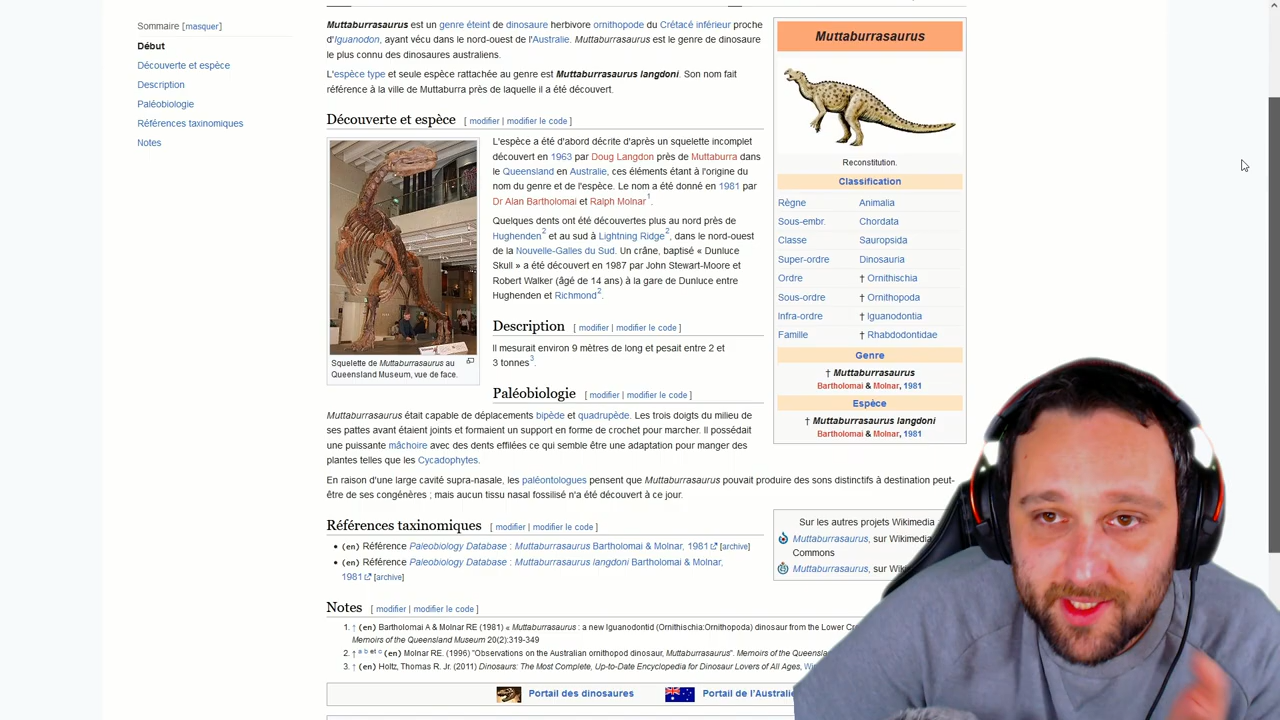 Sommaire [masquer]
Début
Découverte et espèce
Description
Paléobiologie
Références taxinomiques
Notes
Muttaburrasaurus est un genre éteint de dinosaure herbivore ornithopode du Crétacé inférieur proche
d'Iguanodon, ayant vécu dans le nord-ouest de l'Australie. Muttaburrasaurus est le genre de dinosaure
le plus connu des dinosaures australiens.
L'espèce type et seule espèce rattachée au genre est Muttaburrasaurus langdoni. Son nom fait
référence à la ville de Muttaburra près de laquelle il a été découvert.
Découverte et espèce [ modifier | modifier le code ]
L'espèce a été d'abord décrite d'après un squelette incomplet
découvert en 1963 par Doug Langdon près de Muttaburra dans
le Queensland en Australie, ces éléments étant à l'origine du
nom du genre et de l'espèce. Le nom a été donné en 1981 par
Dr Alan Bartholomai et Ralph Molnar1.
Quelques dents ont été découvertes plus au nord près de
Hughenden2 et au sud à Lightning Ridge2, dans le nord-ouest
de la Nouvelle-Galles du Sud. Un crâne, baptisé « Dunluce
Skull » a été découvert en 1987 par John Stewart-Moore et
Robert Walker (âgé de 14 ans) à la gare de Dunluce entre
Hughenden et Richmond2.
Squelette de Muttaburrasaurus au
Queensland Museum, vue de face.
Description [ modifier | modifier le code ]
Il mesurait environ 9 mètres de long et pesait entre 2 et
3 tonnes3.
Paléobiologie [ modifier | modifier le code ]
Muttaburrasaurus était capable de déplacements bipède et quadrupède. Les trois doigts du milieu de
ses pattes avant étaient joints et formaient un support en forme de crochet pour marcher. Il possédait
une puissante mâchoire avec des dents effilées ce qui semble être une adaptation pour manger des
plantes telles que les Cycadophytes.
En raison d'une large cavité supra-nasale, les paléontologues pensent que Muttaburrasaurus pouvait produire des sons distinctifs à destination peut-
être de ses congénères ; mais aucun tissu nasal fossilisé n'a été découvert à ce jour.
Références taxinomiques [ modifier | modifier le code ]
• (en) Référence Paleobiology Database : Muttaburrasaurus Bartholomai & Molnar, 1981 [archive]
• (en) Référence Paleobiology Database : Muttaburrasaurus langdoni Bartholomai & Molnar,
1981 [archive]
Notes [ modifier | modifier le code ]
1. ↑ (en) Bartholomai A & Molnar RE (1981) « Muttaburrasaurus : a new Iguanodontid (Ornithischia:Ornithopoda) dinosaur from the Lower
Memoirs of the Queensland Museum 20(2):319-349
2. ↑ a b et c (en) Molnar RE. (1996) "Observations on the Australian ornithopod dinosaur, Muttaburrasaurus". Memoirs of the
3. ↑ (en) Holtz, Thomas R. Jr. (2011) Dinosaurs: The Most Complete, Up-to-Date Encyclopedia for Dinosaur Lovers of All Ages,
Portail des dinosaures
Portail de l'Australie
Muttaburrasaurus
Reconstitution.
Classification
Règne Animalia
Sous-embr. Chordata
Classe Sauropsida
Super-ordre Dinosauria
Ordre † Ornithischia
Sous-ordre † Ornithopoda
Infra-ordre † Iguanodontia
Famille † Rhabdodontidae
Genre
† Muttaburrasaurus
Bartholomai & Molnar, 1981
Espèce
† Muttaburrasaurus langdoni
Bartholomai & Molnar, 1981
Sur les autres projets Wikimedia
Muttaburrasaurus, sur Wikimedia
Commons
Muttaburrasaurus, sur